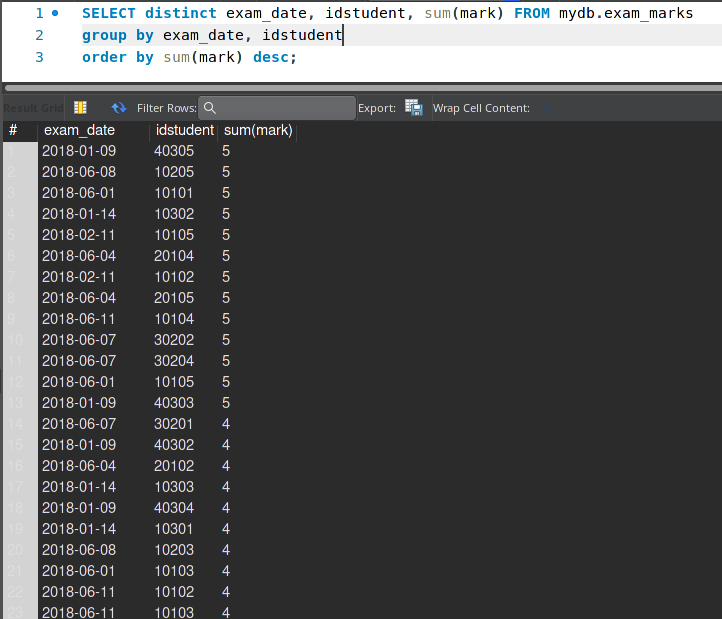 1 SELECT distinct exam_date, idstudent, sum(mark) FROM mydb.exam_marks
2 group by exam_date, idstudent
3 order by sum(mark) desc;
Result Grid Filter Rows: Export: Wrap Cell Content:
# exam_date idstudent sum(mark)
1 2018-01-09 40305 5
2 2018-06-08 10205 5
3 2018-06-01 10101 5
4 2018-01-14 10302 5
5 2018-02-11 10105 5
6 2018-06-04 20104 5
7 2018-02-11 10102 5
8 2018-06-04 20105 5
9 2018-06-11 10104 5
10 2018-06-07 30202 5
11 2018-06-07 30204 5
12 2018-06-01 10105 5
13 2018-01-09 40303 5
14 2018-06-07 30201 4
15 2018-01-09 40302 4
16 2018-06-04 20102 4
17 2018-01-14 10303 4
18 2018-01-09 40304 4
19 2018-01-14 10301 4
20 2018-06-08 10203 4
21 2018-06-01 10103 4
22 2018-06-11 10102 4
23 2018-06-11 10103 4